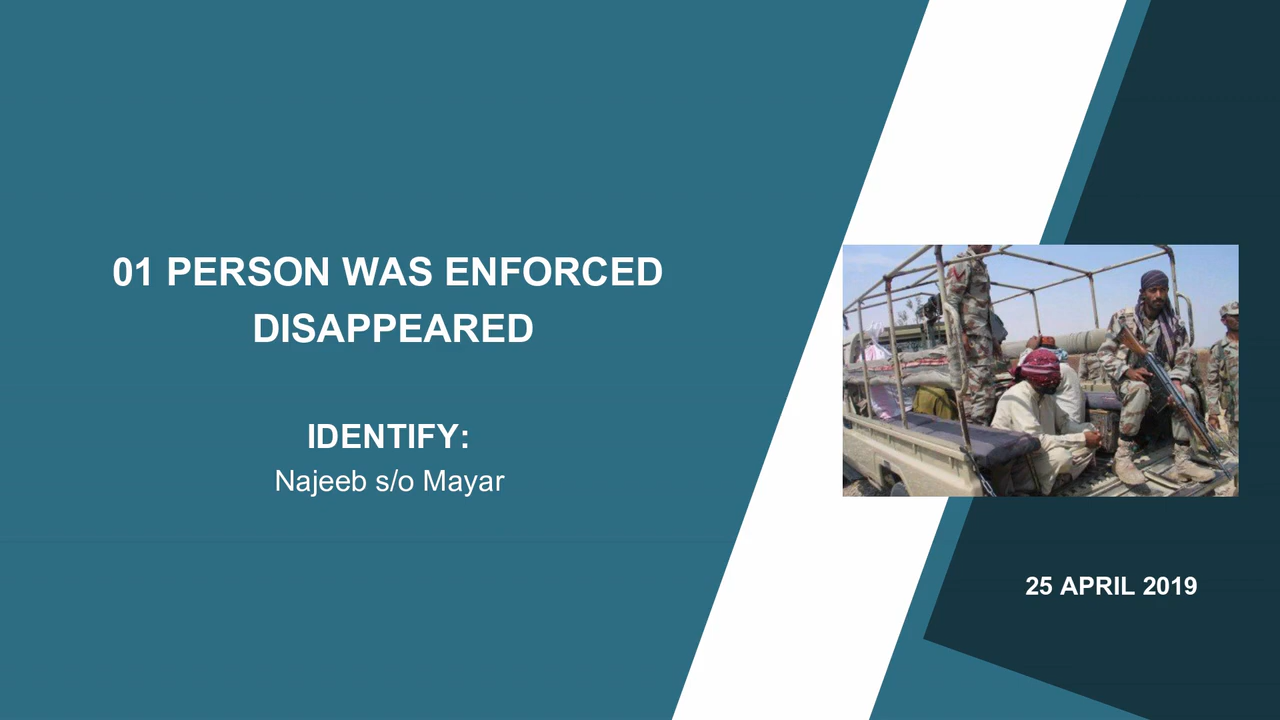 01 PERSON WAS ENFORCED
DISAPPEARED
IDENTIFY:
Najeeb s/o Mayar
25 APRIL 2019